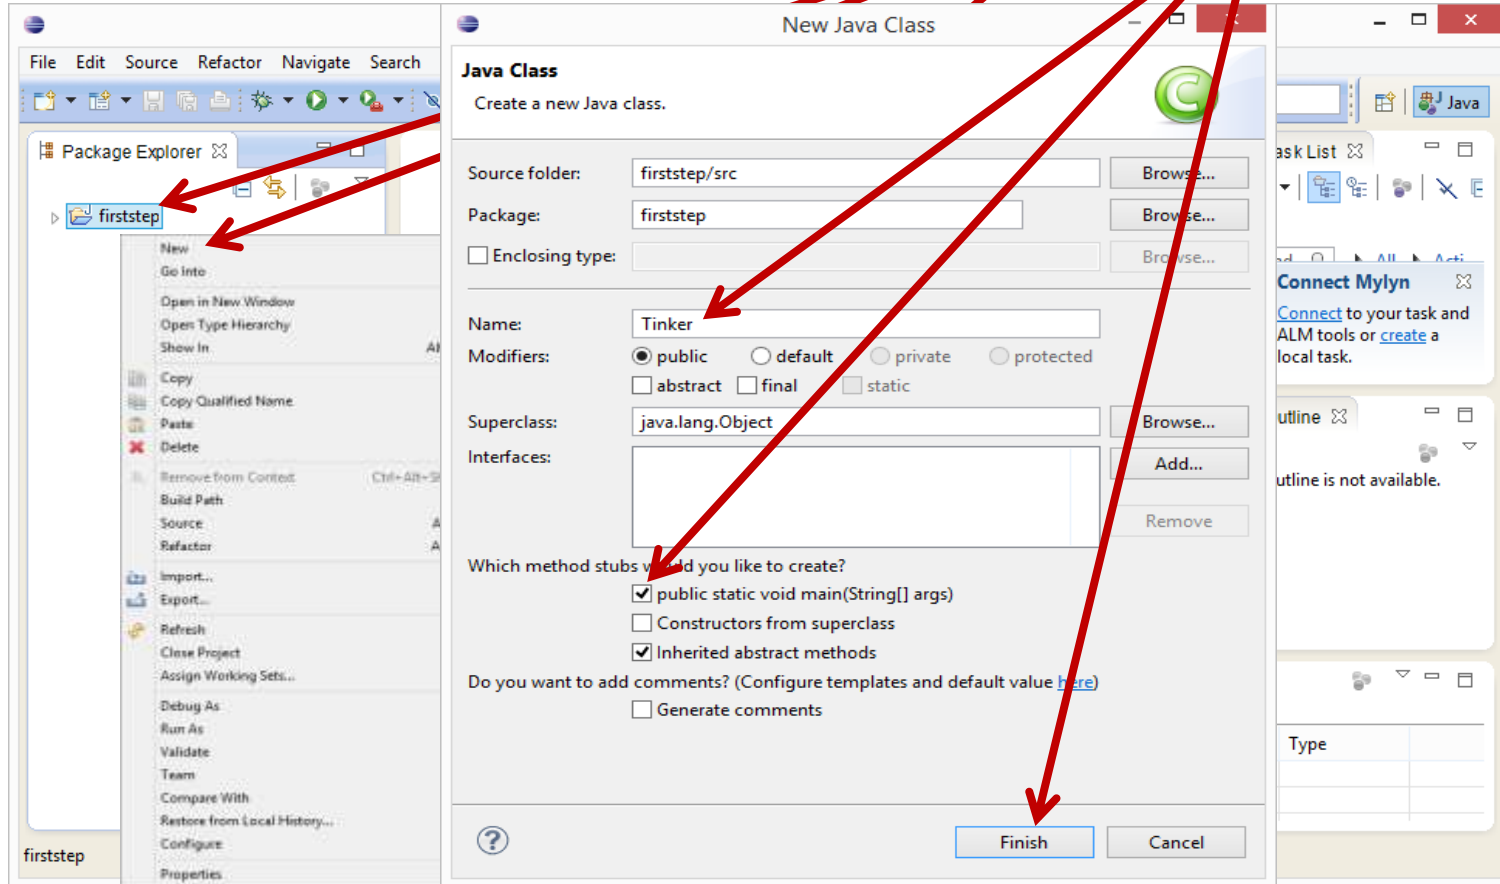 New Java Class
File Edit Source Refactor Navigate Search
Java
Package Explorer
firststep
New
Go Into
Open in New Window
Open Type Hierarchy
Show In
Copy
Copy Qualified Name
Paste
Delete
Remove from Context
Build Path
Source
Refactor
Import...
Export...
Refresh
Close Project
Assign Working Sets...
Debug As
Run As
Validate
Team
Compare With
Restore from Local History...
Configure
Properties
firststep
Java Class
Create a new Java class.
Source folder: firststep/src Browse...
Package: firststep Browse...
Enclosing type: Browse...
Name: Tinker
Modifiers: public default private protected
abstract final static
Superclass: java.lang.Object Browse...
Interfaces: Add...
Remove
Which method stubs would you like to create?
public static void main(String[] args)
Constructors from superclass
Inherited abstract methods
Do you want to add comments? (Configure templates and default value here)
Generate comments
Finish Cancel
ask List
All
Connect Mylyn
Connect to your task and
ALM tools or create a
local task.
utline
utline is not available.
Type